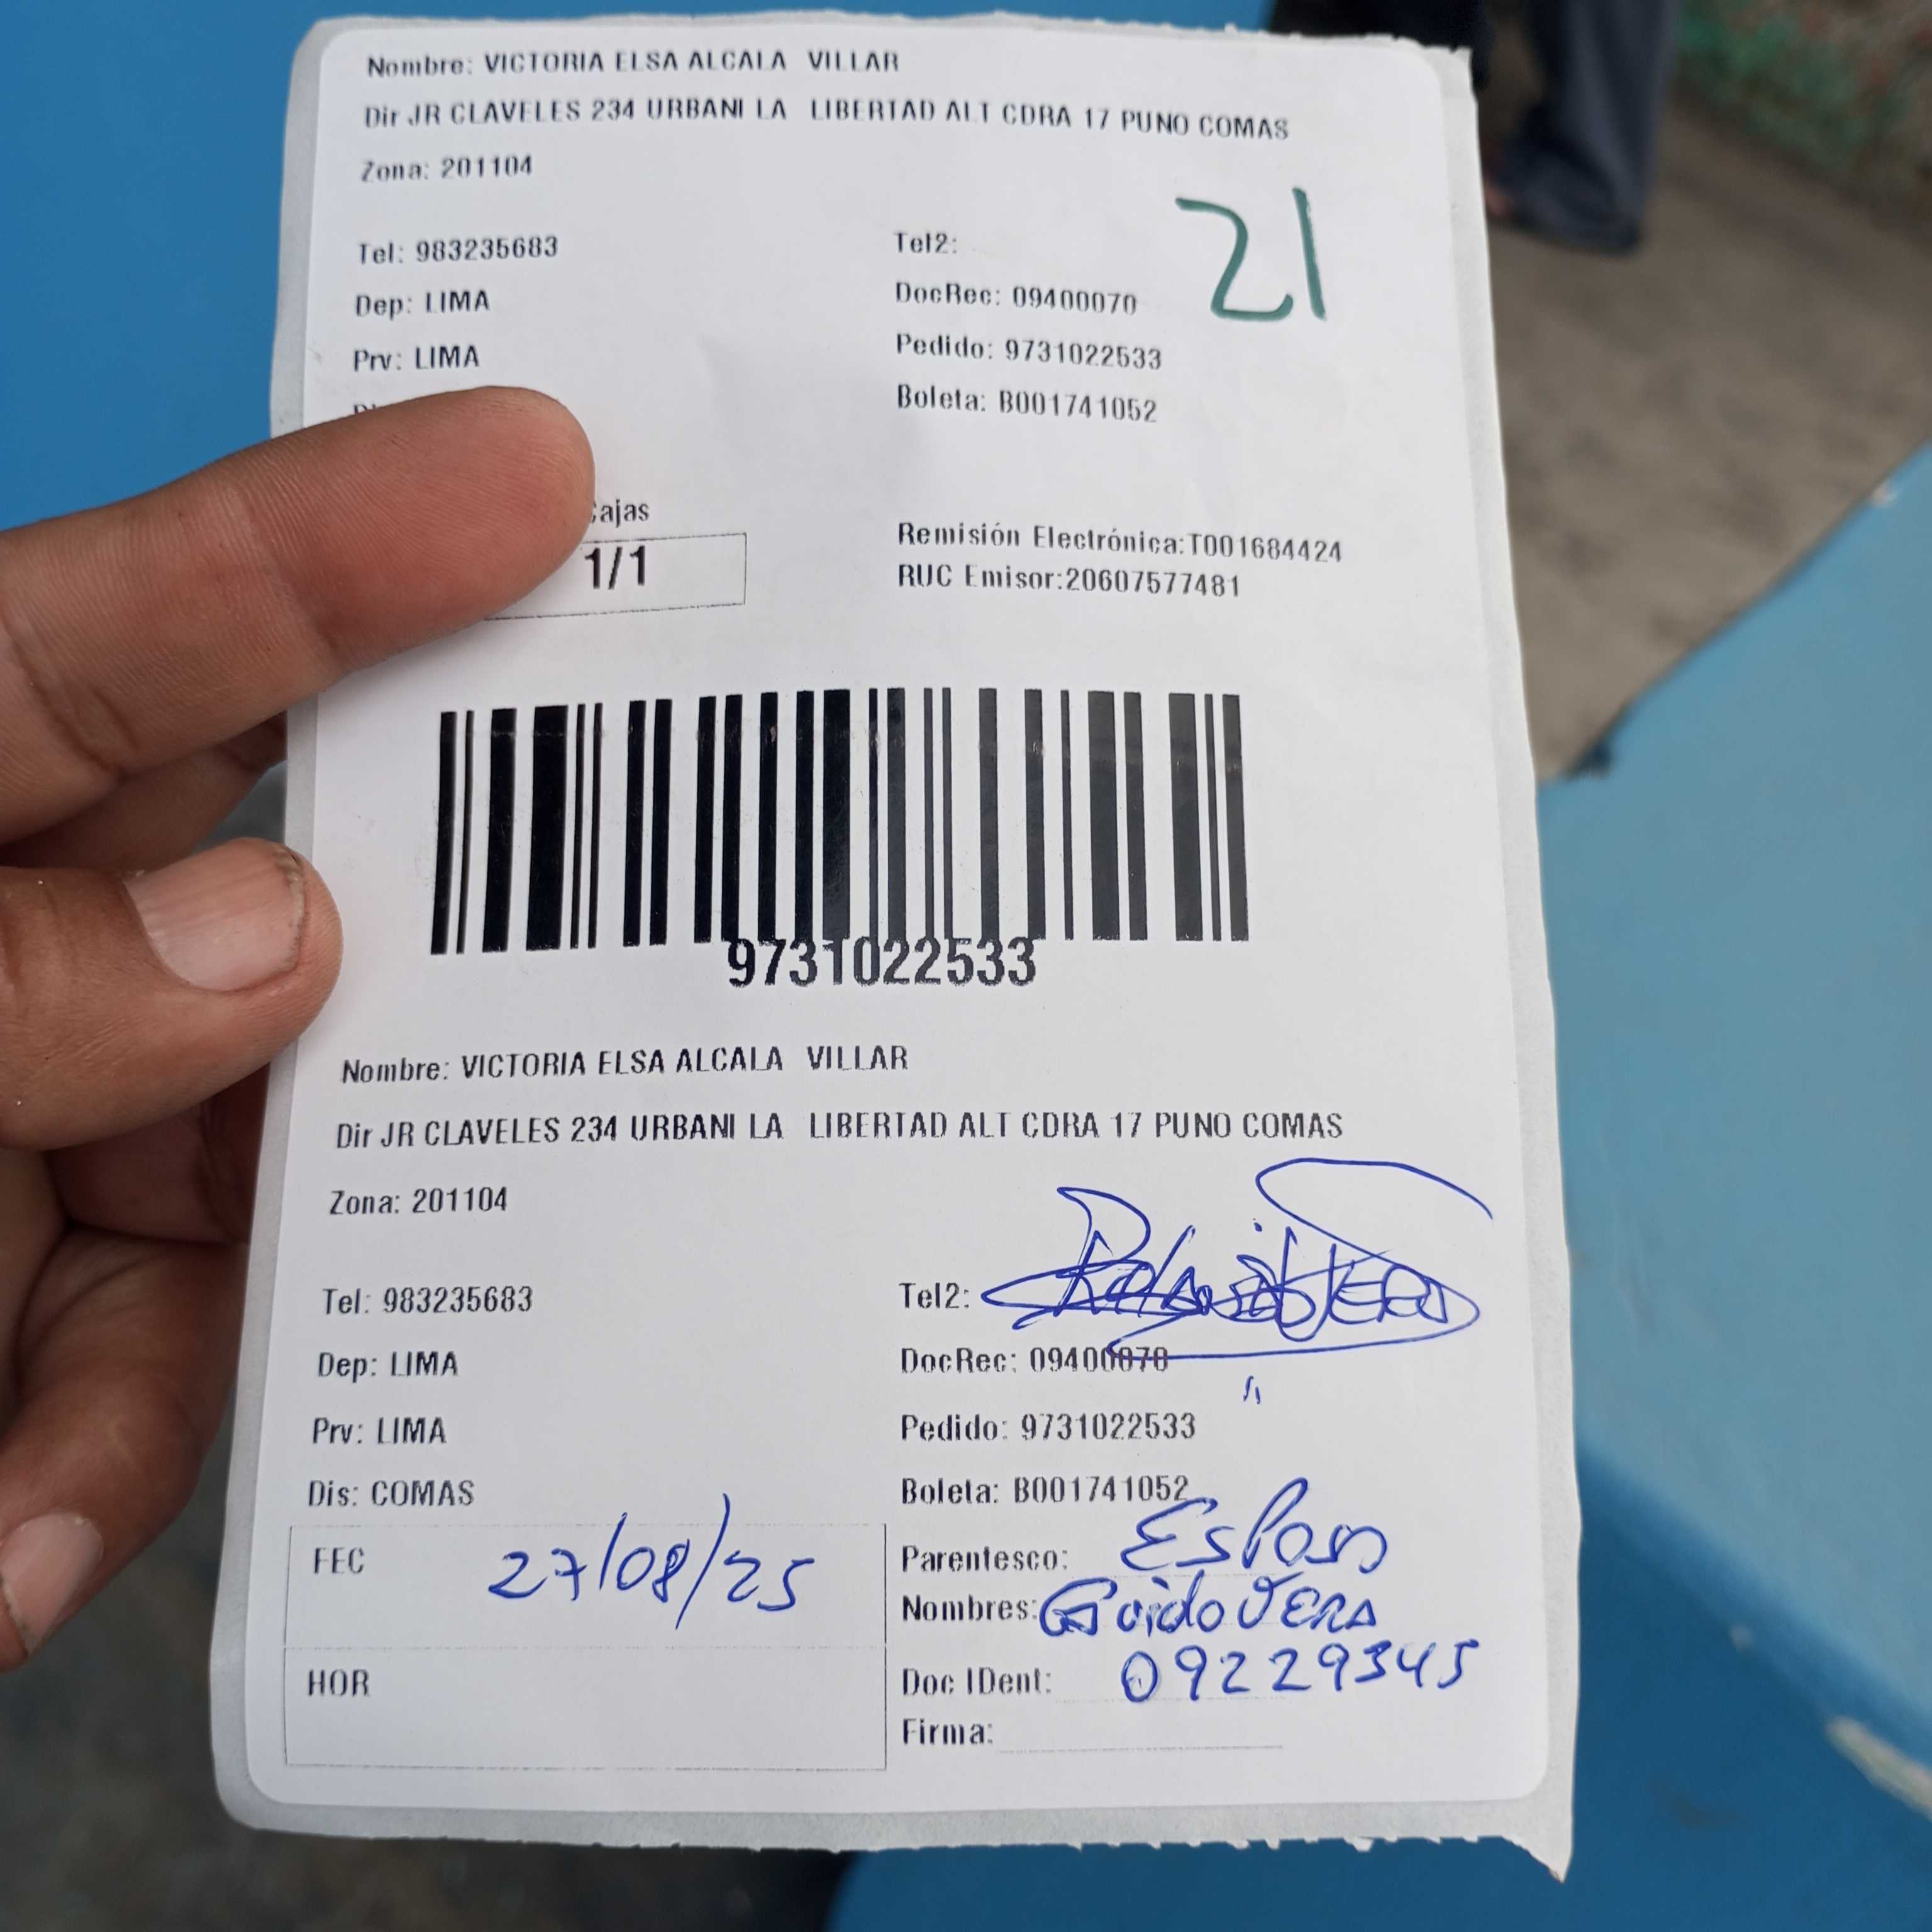 Nombre: VICTORIA ELSA ALCALA VILLAR
Dir JR CLAVELES 234 URBANI LA LIBERTAD ALT CDRA 17 PUNO COMAS
Zona: 201104
21
Tel: 983235683 Tel2:
Dep: LIMA DocRec: 09400070
Prv: LIMA Pedido: 9731022533
Boleta: B001741052
1/1
Remisión Electrónica:T001684424
RUC Emisor:20607577481
9731022533
Nombre: VICTORIA ELSA ALCALA VILLAR
Dir JR CLAVELES 234 URBANI LA LIBERTAD ALT CDRA 17 PUNO COMAS
Zona: 201104
Tel: 983235683 Tel2:
Dep: LIMA DocRec: 09400070
Prv: LIMA Pedido: 9731022533
Dis: COMAS Boleta: B001741052
FEC 27/08/25 Parentesco: Esposo
Nombres: Guido VERA
HOR Doc IDent: 09229345
Firma: